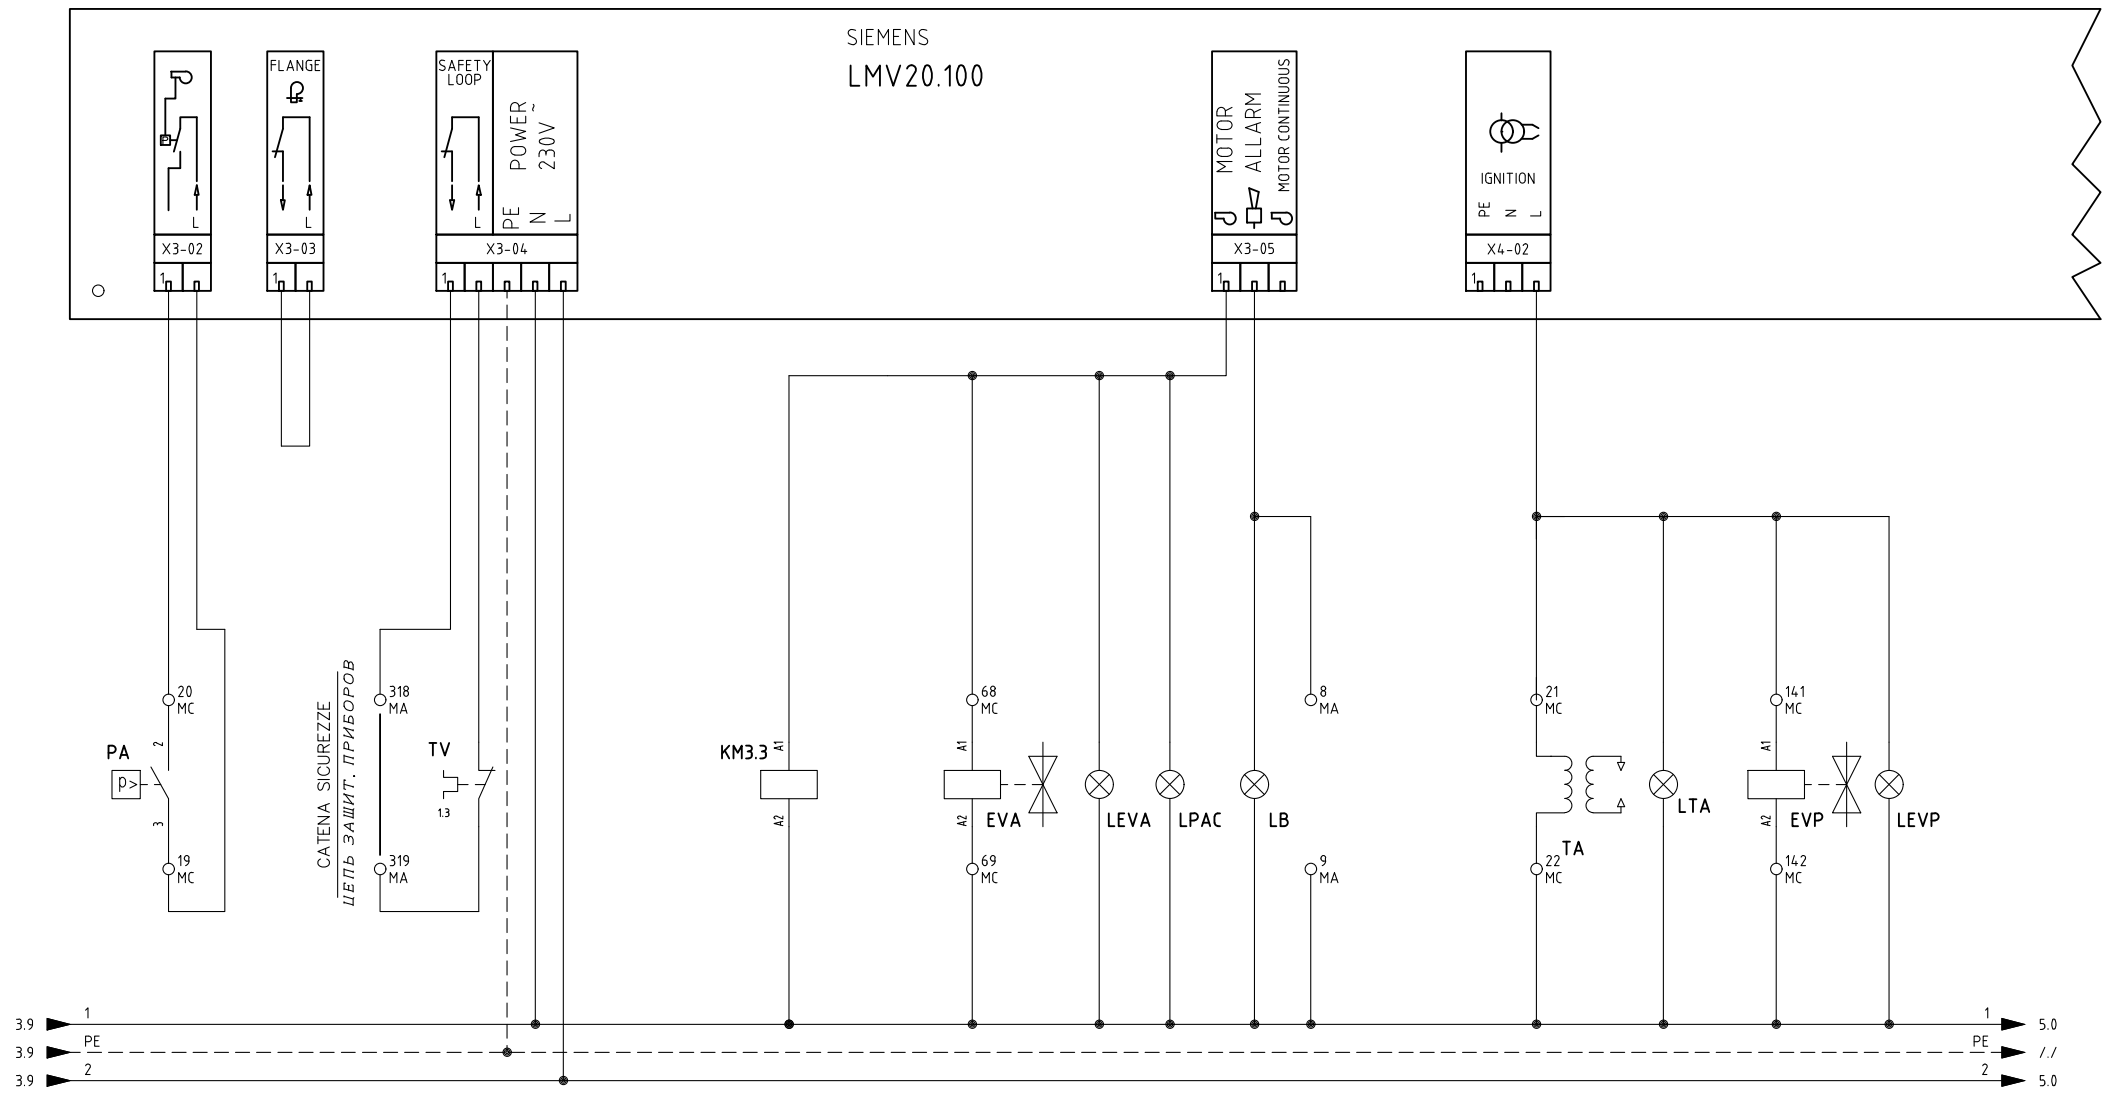 SIEMENS
LMV20.100
P
L
X3-02
1
FLANGE
L
X3-03
1
SAFETY
LOOP
L
POWER~
230V
PE
N
L
X3-04
1
MOTOR
ALLARM
MOTOR CONTINUOUS
X3-05
1
IGNITION
PE
N
L
X4-02
1
20
MC
PA
2
p>
3
19
MC
CATENA SICUREZZE
ЦЕПЬ ЗАЩИТ. ПРИБОРОВ
318
MA
TV
1.3
319
MA
KM3.3
A1
A2
68
MC
A1
A2
EVA
69
MC
LEVA
LPAC
LB
8
MA
9
MA
21
MC
TA
22
MC
LTA
141
MC
A1
A2
EVP
142
MC
LEVP
3.9
1
1
5.0
3.9
PE
PE
/./
3.9
2
2
5.0